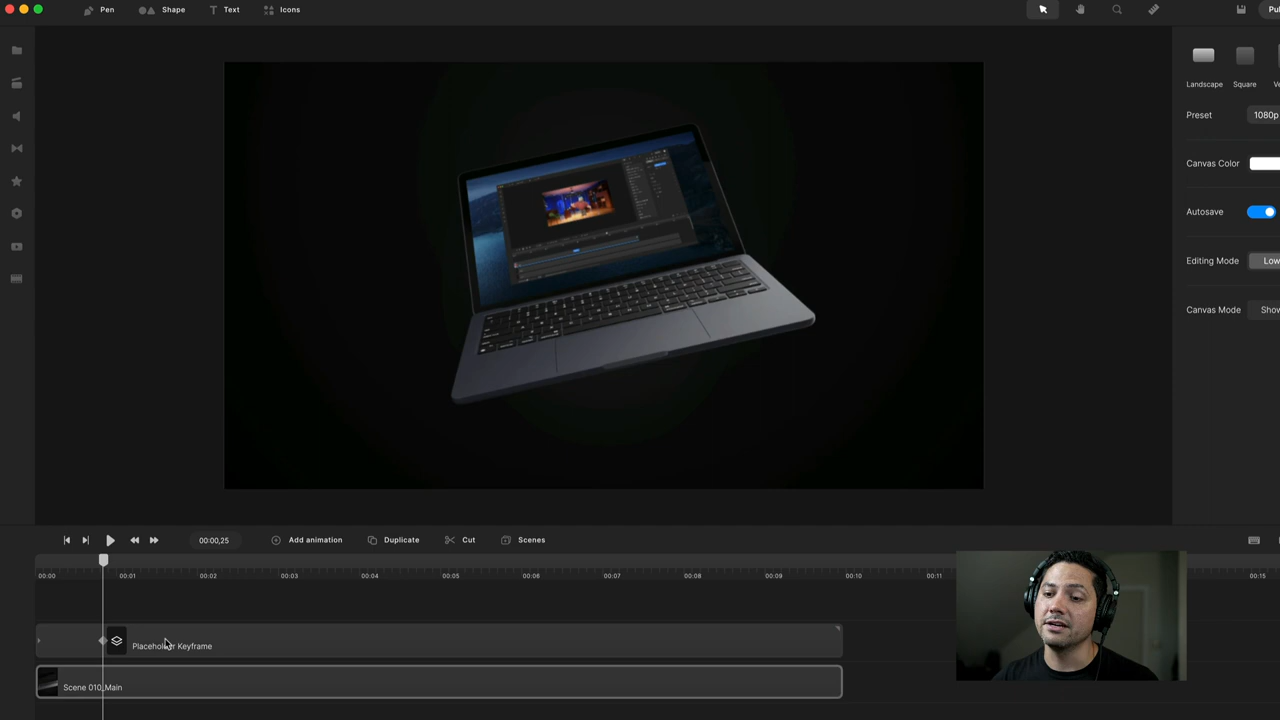 Pen Shape Text Icons
Landscape Square
Preset 1080p
Canvas Color
Autosave
Editing Mode Low
Canvas Mode
00:00,25 Add animation Duplicate Cut Scenes
00:00 00:01 00:02 00:03 00:04 00:05 00:06 00:07 00:08 00:09 00:10 00:11 00:15
Placeholder Keyframe
Scene 010_Main